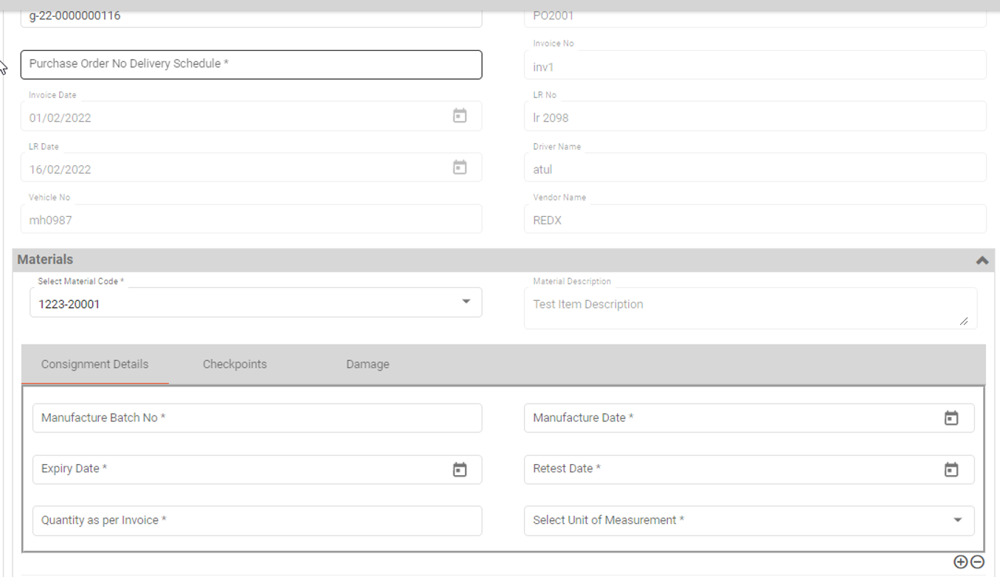 g-22-0000000116
PO2001
Purchase Order No Delivery Schedule *
Invoice No
inv1
Invoice Date
01/02/2022
LR No
lr 2098
LR Date
16/02/2022
Driver Name
atul
Vehicle No
mh0987
Vendor Name
REDX
Materials
Select Material Code *
1223-20001
Material Description
Test Item Description
Consignment Details
Checkpoints
Damage
Manufacture Batch No *
Manufacture Date *
Expiry Date *
Retest Date *
Quantity as per Invoice *
Select Unit of Measurement *